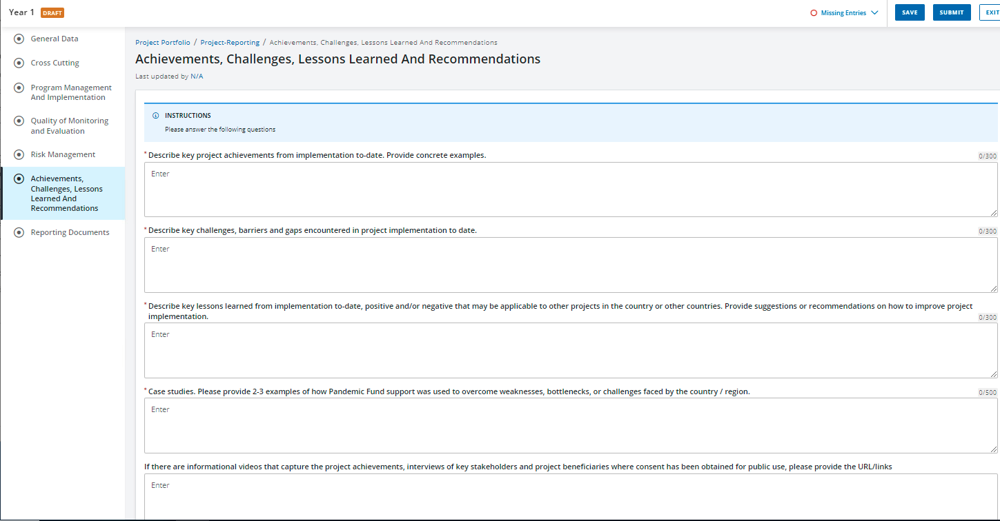 Year 1 DRAFT
Missing Entries
SAVE
SUBMIT
EXIT
General Data
Cross Cutting
Program Management
And Implementation
Quality of Monitoring
and Evaluation
Risk Management
Achievements,
Challenges, Lessons
Learned And
Recommendations
Reporting Documents
Project Portfolio / Project-Reporting / Achievements, Challenges, Lessons Learned And Recommendations
Achievements, Challenges, Lessons Learned And Recommendations
Last updated by N/A
INSTRUCTIONS
Please answer the following questions
* Describe key project achievements from implementation to-date. Provide concrete examples.
0/300
Enter
* Describe key challenges, barriers and gaps encountered in project implementation to date.
0/300
Enter
* Describe key lessons learned from implementation to-date, positive and/or negative that may be applicable to other projects in the country or other countries. Provide suggestions or recommendations on how to improve project
implementation.
0/300
Enter
* Case studies. Please provide 2-3 examples of how Pandemic Fund support was used to overcome weaknesses, bottlenecks, or challenges faced by the country / region.
0/500
Enter
If there are informational videos that capture the project achievements, interviews of key stakeholders and project beneficiaries where consent has been obtained for public use, please provide the URL/links
Enter